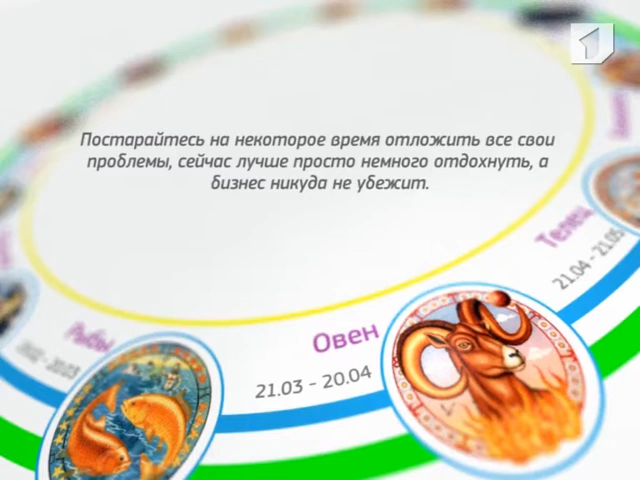 Постарайтесь на некоторое время отложить все свои
проблемы, сейчас лучше просто немного отдохнуть, а
бизнес никуда не убежит.
Телец
21.04 - 21.05
Рыбы
Овен
21.03 - 20.04